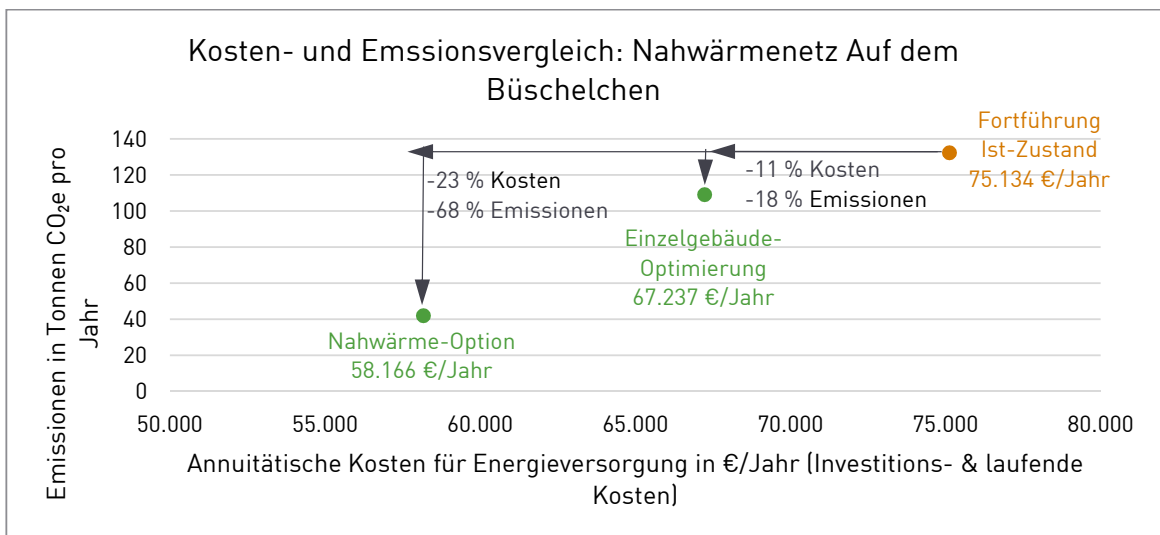 Kosten- und Emssionsvergleich: Nahwärmenetz Auf dem
Büschelchen
Emissionen in Tonnen CO₂e pro
Jahr
140
120
100
80
60
40
20
0
50.000
55.000
60.000
65.000
70.000
75.000
80.000
Fortführung
Ist-Zustand
75.134 €/Jahr
-11 % Kosten
-18 % Emissionen
-23 % Kosten
-68 % Emissionen
Einzelgebäude-
Optimierung
67.237 €/Jahr
Nahwärme-Option
58.166 €/Jahr
Annuitätische Kosten für Energieversorgung in €/Jahr (Investitions- & laufende
Kosten)